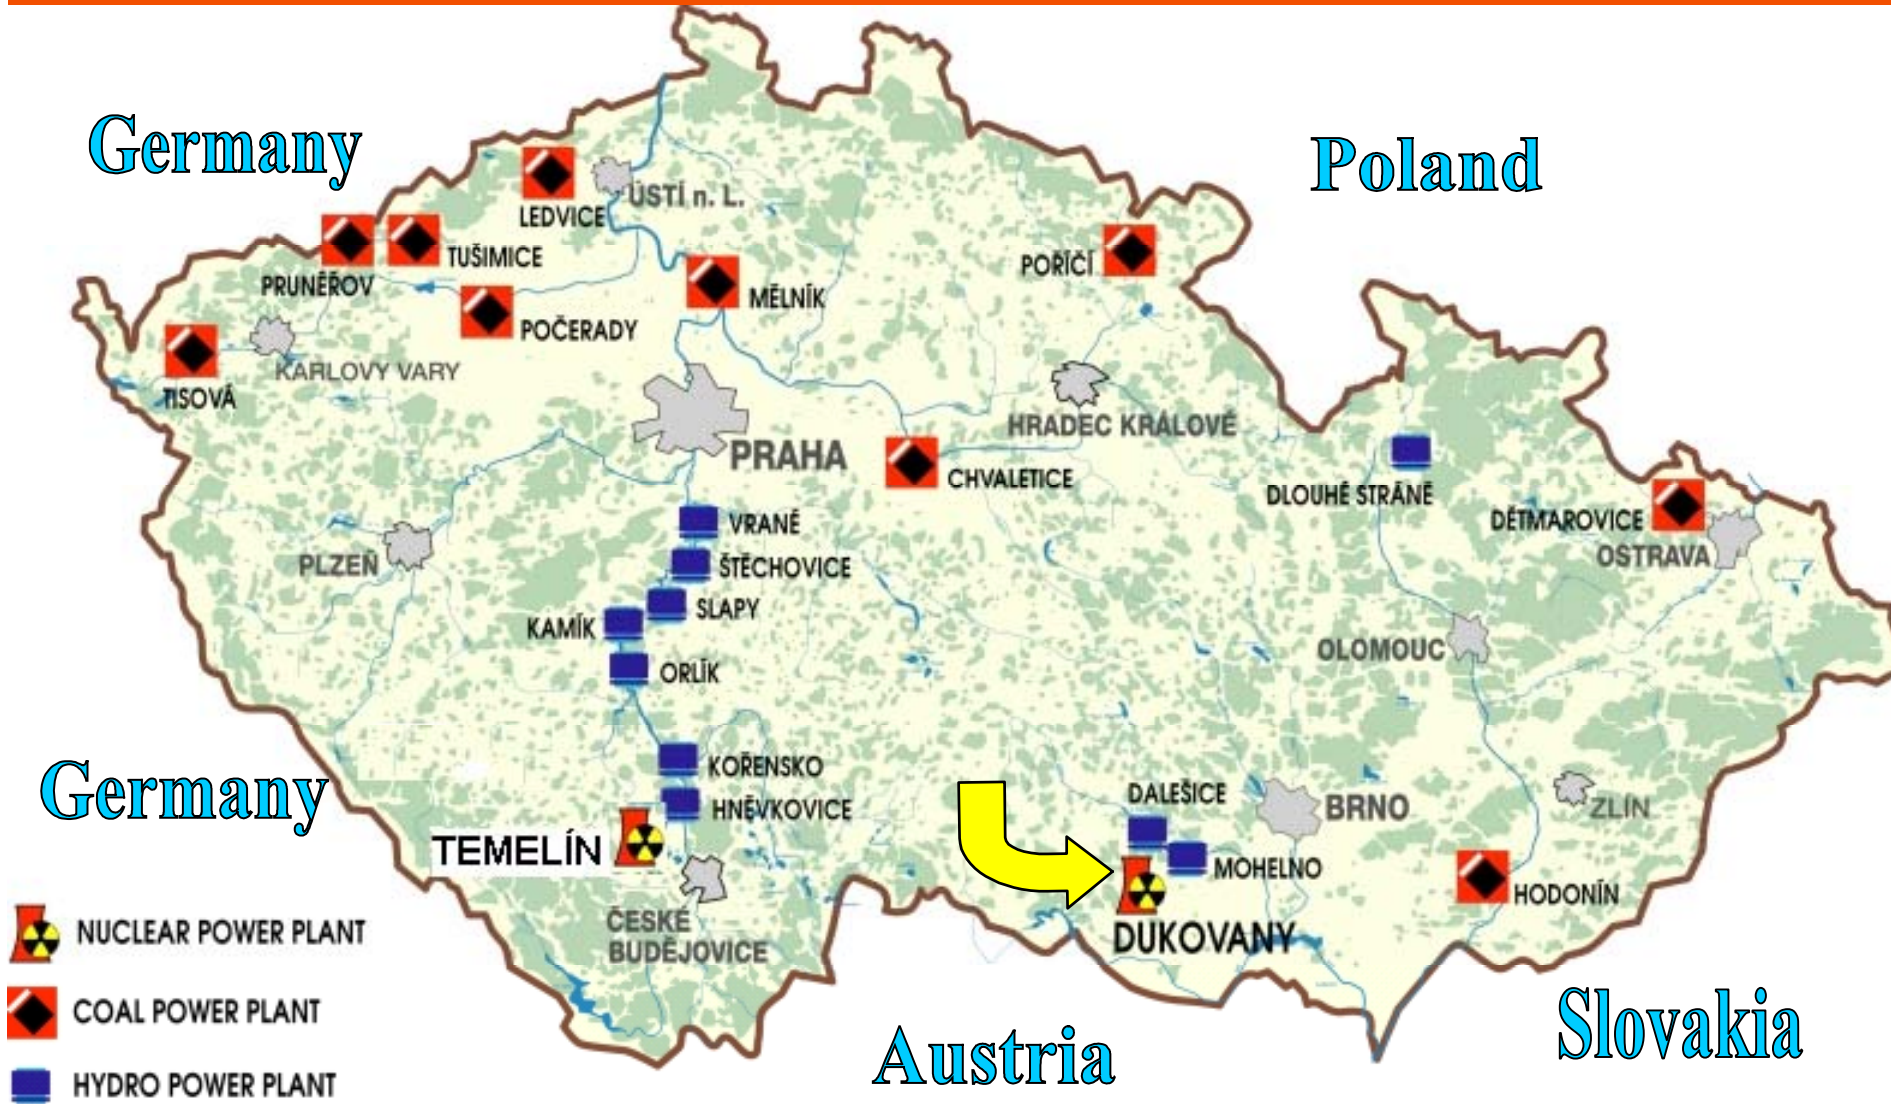 Germany
Poland
LEDVICE
ÚSTÍ n. L.
TUŠIMICE
PRUNĚŘOV
POŘÍČÍ
MĚLNÍK
POČERADY
KARLOVY VARY
TISOVÁ
HRADEC KRÁLOVÉ
PRAHA
CHVALETICE
DLOUHÉ STRÁNĚ
DĚTMAROVICE
OSTRAVA
VRANÉ
PLZEŇ
ŠTĚCHOVICE
SLAPY
KAMÍK
OLOMOUC
ORLÍK
Germany
KOŘENSKO
HNĚVKOVICE
DALEŠICE
BRNO
ZLÍN
TEMELÍN
MOHELNO
HODONÍN
ČESKÉ
BUDĚJOVICE
DUKOVANY
NUCLEAR POWER PLANT
COAL POWER PLANT
HYDRO POWER PLANT
Austria
Slovakia